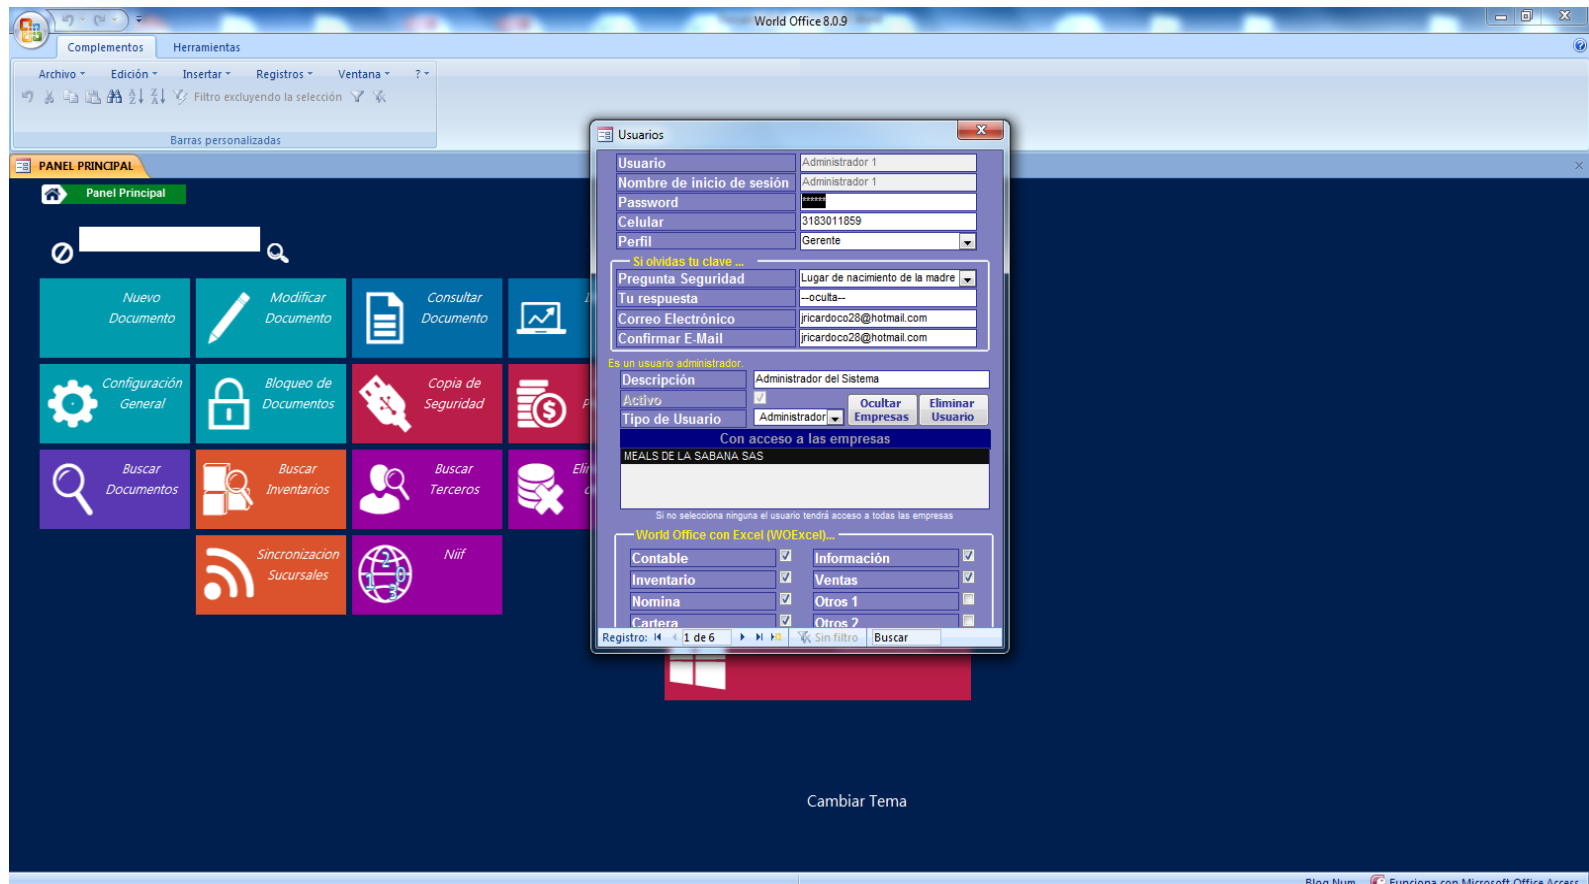 World Office 8.0.9
Complementos Herramientas
Archivo Edición Insertar Registros Ventana ?
Filtro excluyendo la selección
Barras personalizadas
PANEL PRINCIPAL
Panel Principal
Nuevo Documento
Modificar Documento
Consultar Documento
Configuración General
Bloqueo de Documentos
Copia de Seguridad
Buscar Documentos
Buscar Inventarios
Buscar Terceros
Sincronizacion Sucursales
Niif
Usuarios
Usuario Administrador 1
Nombre de inicio de sesión Administrador 1
Password ******
Celular 3183011859
Perfil Gerente
Si olvidas tu clave ...
Pregunta Seguridad Lugar de nacimiento de la madre
Tu respuesta --oculta--
Correo Electrónico jricardoco28@hotmail.com
Confirmar E-Mail jricardoco28@hotmail.com
Es un usuario administrador.
Descripción Administrador del Sistema
Activo
Tipo de Usuario Administrador
Ocultar Empresas
Eliminar Usuario
Con acceso a las empresas
MEALS DE LA SABANA SAS
Si no selecciona ninguna el usuario tendrá acceso a todas las empresas
World Office con Excel (WOExcel)...
Contable Información
Inventario Ventas
Nomina Otros 1
Cartera Otros 2
Registro: 1 de 6 Sin filtro Buscar
Cambiar Tema
Bloq Num Funciona con Microsoft Office Access